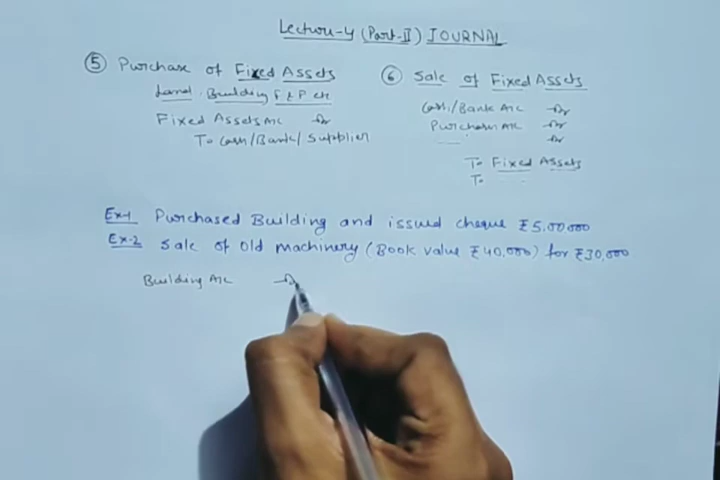 Lecture-4 (Part-II) JOURNAL
⑤ Purchase of Fixed Assets
Land, Building F & P etc
Fixed Assets A/c Dr
To Cash/Bank/Supplier
⑥ Sale of Fixed Assets
Cash/Bank A/c Dr
Purchaser A/c Dr
Dr
To Fixed Assets
To
Ex-1 Purchased Building and issued cheque ₹5,00000
Ex-2 Sale of Old machinery (Book value ₹40,000) for ₹30,000
Building A/c Dr